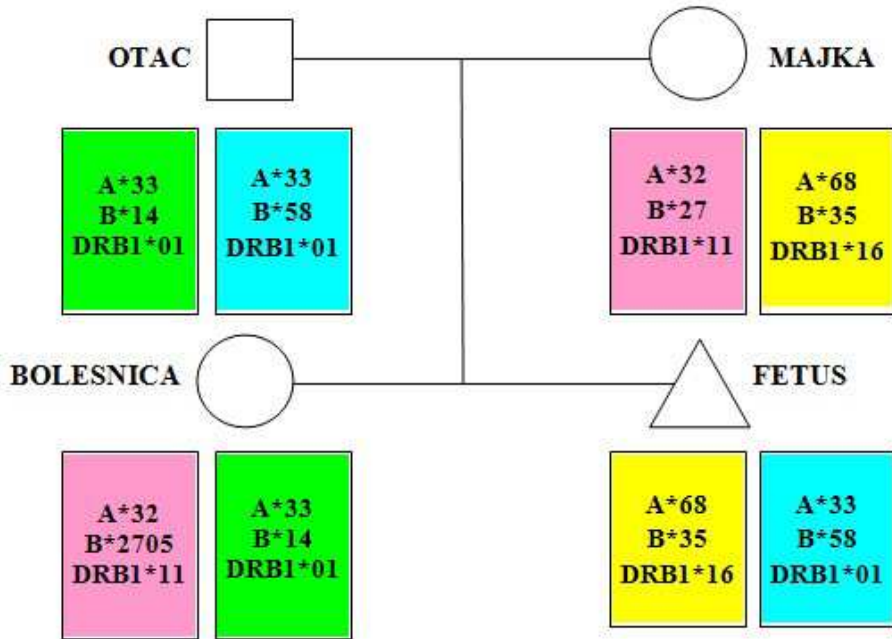 OTAC
MAJKA
A*33
B*14
DRB1*01
A*33
B*58
DRB1*01
A*32
B*27
DRB1*11
A*68
B*35
DRB1*16
BOLESNICA
FETUS
A*32
B*2705
DRB1*11
A*33
B*14
DRB1*01
A*68
B*35
DRB1*16
A*33
B*58
DRB1*01